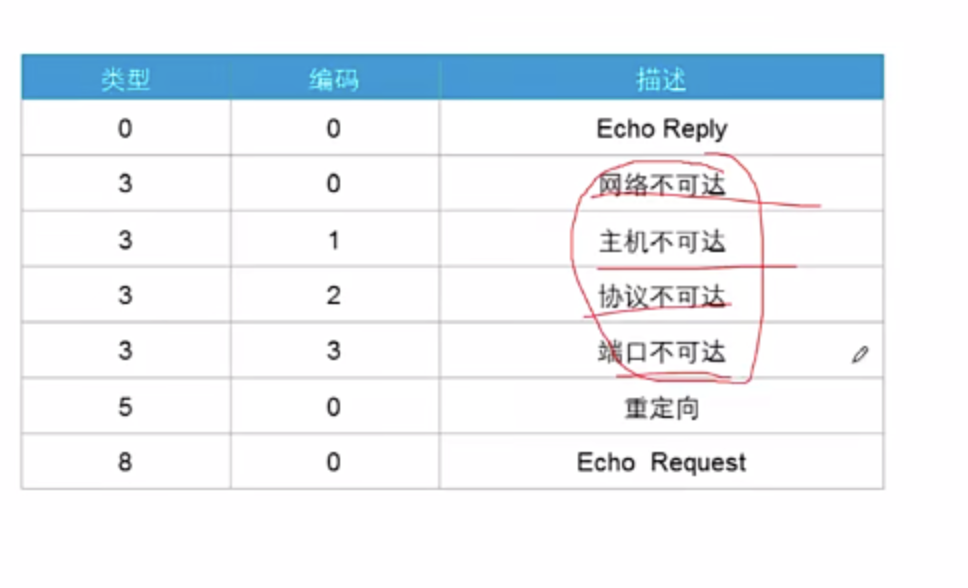 类型 编码 描述
0 0 Echo Reply
3 0 网络不可达
3 1 主机不可达
3 2 协议不可达
3 3 端口不可达
5 0 重定向
8 0 Echo Request